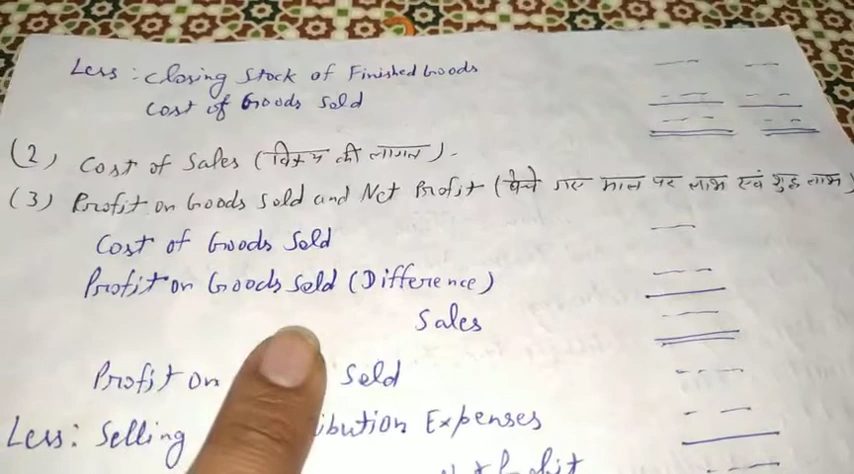 Less: Closing Stock of Finished Goods -- --
Cost of Goods Sold --- ---
--- ---
(2) Cost of Sales (विक्रय की लागत).
(3) Profit on Goods Sold and Net Profit (बेचे गए माल पर लाभ एवं शुद्ध लाभ)
Cost of Goods Sold --
Profit on Goods Sold (Difference) ---
Sales ---
Profit on Sold ---
Less: Selling Expenses ---